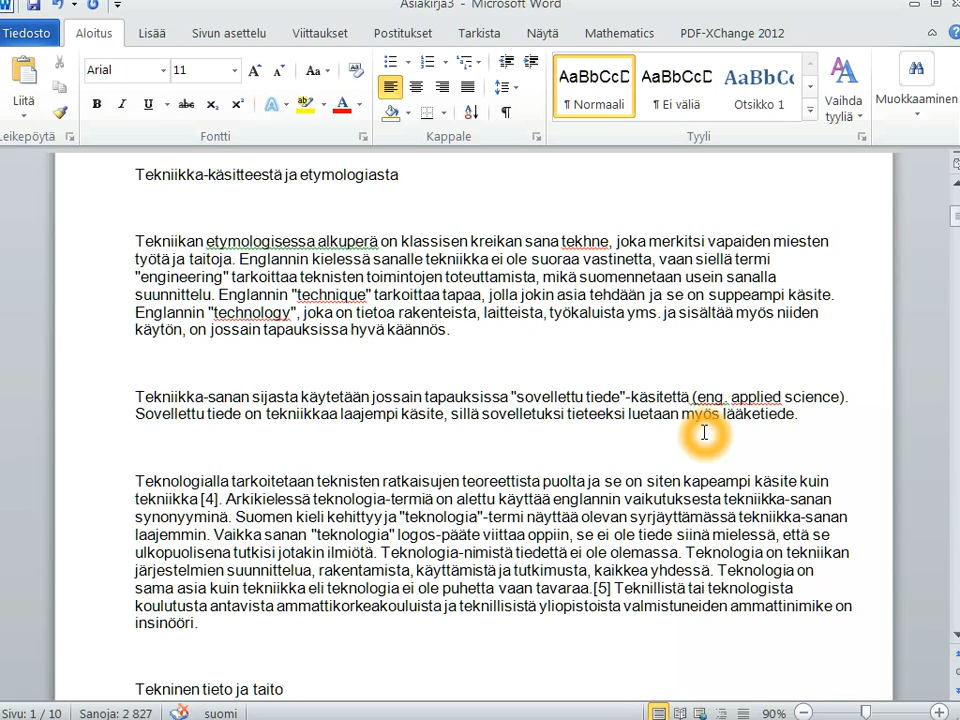 Asiakirja3 - Microsoft Word
Tiedosto Aloitus Lisää Sivun asettelu Viittaukset Postitukset Tarkista Näytä Mathematics PDF-XChange 2012
Liitä
Leikepöytä
Arial 11
Fontti
Kappale
AaBbCcD AaBbCcD AaBbCc
¶ Normaali ¶ Ei väliä Otsikko 1
Vaihda
tyyliä
Tyyli
Muokkaaminen
Tekniikka-käsitteestä ja etymologiasta
Tekniikan etymologisessa alkuperä on klassisen kreikan sana tekhne, joka merkitsi vapaiden miesten
työtä ja taitoja. Englannin kielessä sanalle tekniikka ei ole suoraa vastinetta, vaan siellä termi
"engineering" tarkoittaa teknisten toimintojen toteuttamista, mikä suomennetaan usein sanalla
suunnittelu. Englannin "technique" tarkoittaa tapaa, jolla jokin asia tehdään ja se on suppeampi käsite.
Englannin "technology", joka on tietoa rakenteista, laitteista, työkaluista yms. ja sisältää myös niiden
käytön, on jossain tapauksissa hyvä käännös.
Tekniikka-sanan sijasta käytetään jossain tapauksissa "sovellettu tiede"-käsitettä (eng. applied science).
Sovellettu tiede on tekniikkaa laajempi käsite, sillä sovelletuksi tieteeksi luetaan myös lääketiede.
Teknologialla tarkoitetaan teknisten ratkaisujen teoreettista puolta ja se on siten kapeampi käsite kuin
tekniikka [4]. Arkikielessä teknologia-termiä on alettu käyttää englannin vaikutuksesta tekniikka-sanan
synonyyminä. Suomen kieli kehittyy ja "teknologia"-termi näyttää olevan syrjäyttämässä tekniikka-sanan
laajemmin. Vaikka sanan "teknologia" logos-pääte viittaa oppiin, se ei ole tiede siinä mielessä, että se
ulkopuolisena tutkisi jotakin ilmiötä. Teknologia-nimistä tiedettä ei ole olemassa. Teknologia on tekniikan
järjestelmien suunnittelua, rakentamista, käyttämistä ja tutkimusta, kaikkea yhdessä. Teknologia on
sama asia kuin tekniikka eli teknologia ei ole puhetta vaan tavaraa.[5] Teknillistä tai teknologista
koulutusta antavista ammattikorkeakouluista ja teknillisistä yliopistoista valmistuneiden ammattinimike on
insinööri.
Tekninen tieto ja taito
Sivu: 1 / 10 Sanoja: 2 827 suomi 90%